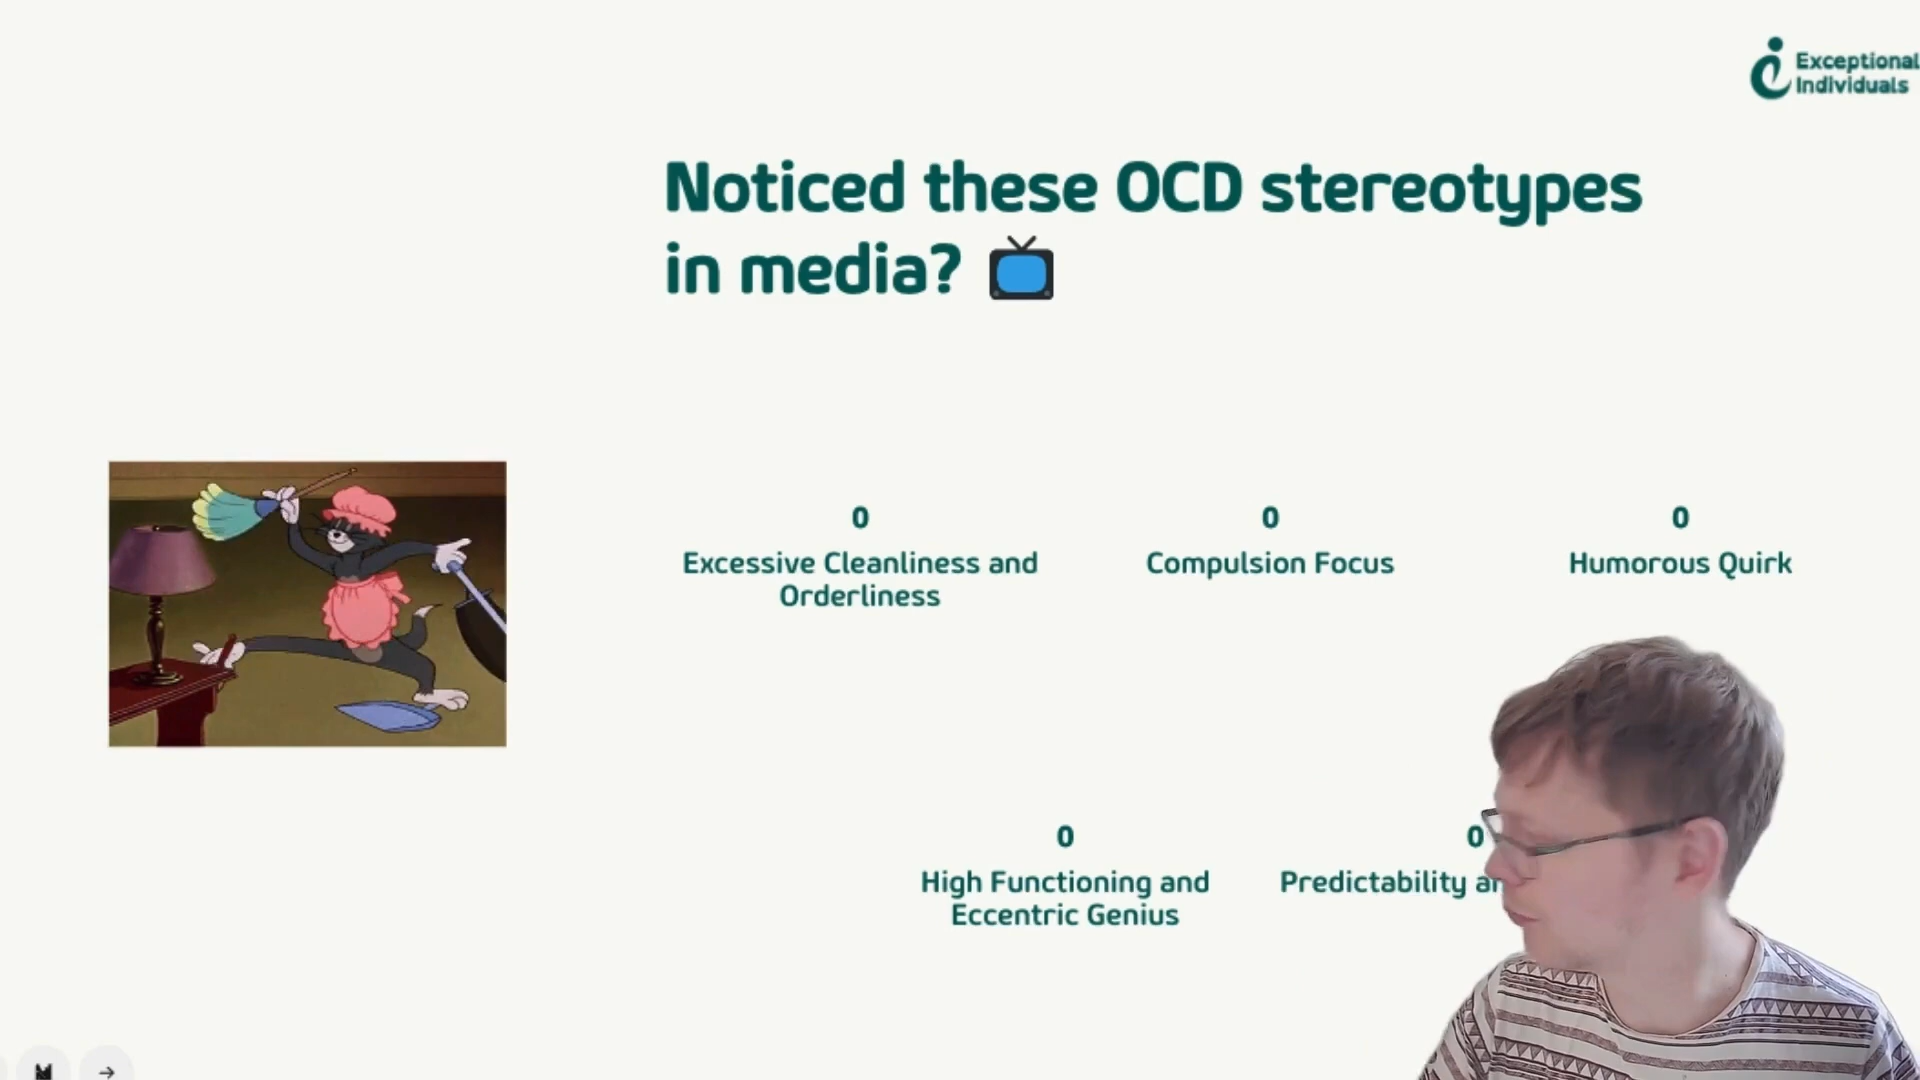 Exceptional
Individuals
Noticed these OCD stereotypes
in media?
0
0
0
Excessive Cleanliness and
Orderliness
Compulsion Focus
Humorous Quirk
0
0
High Functioning and
Eccentric Genius
Predictability